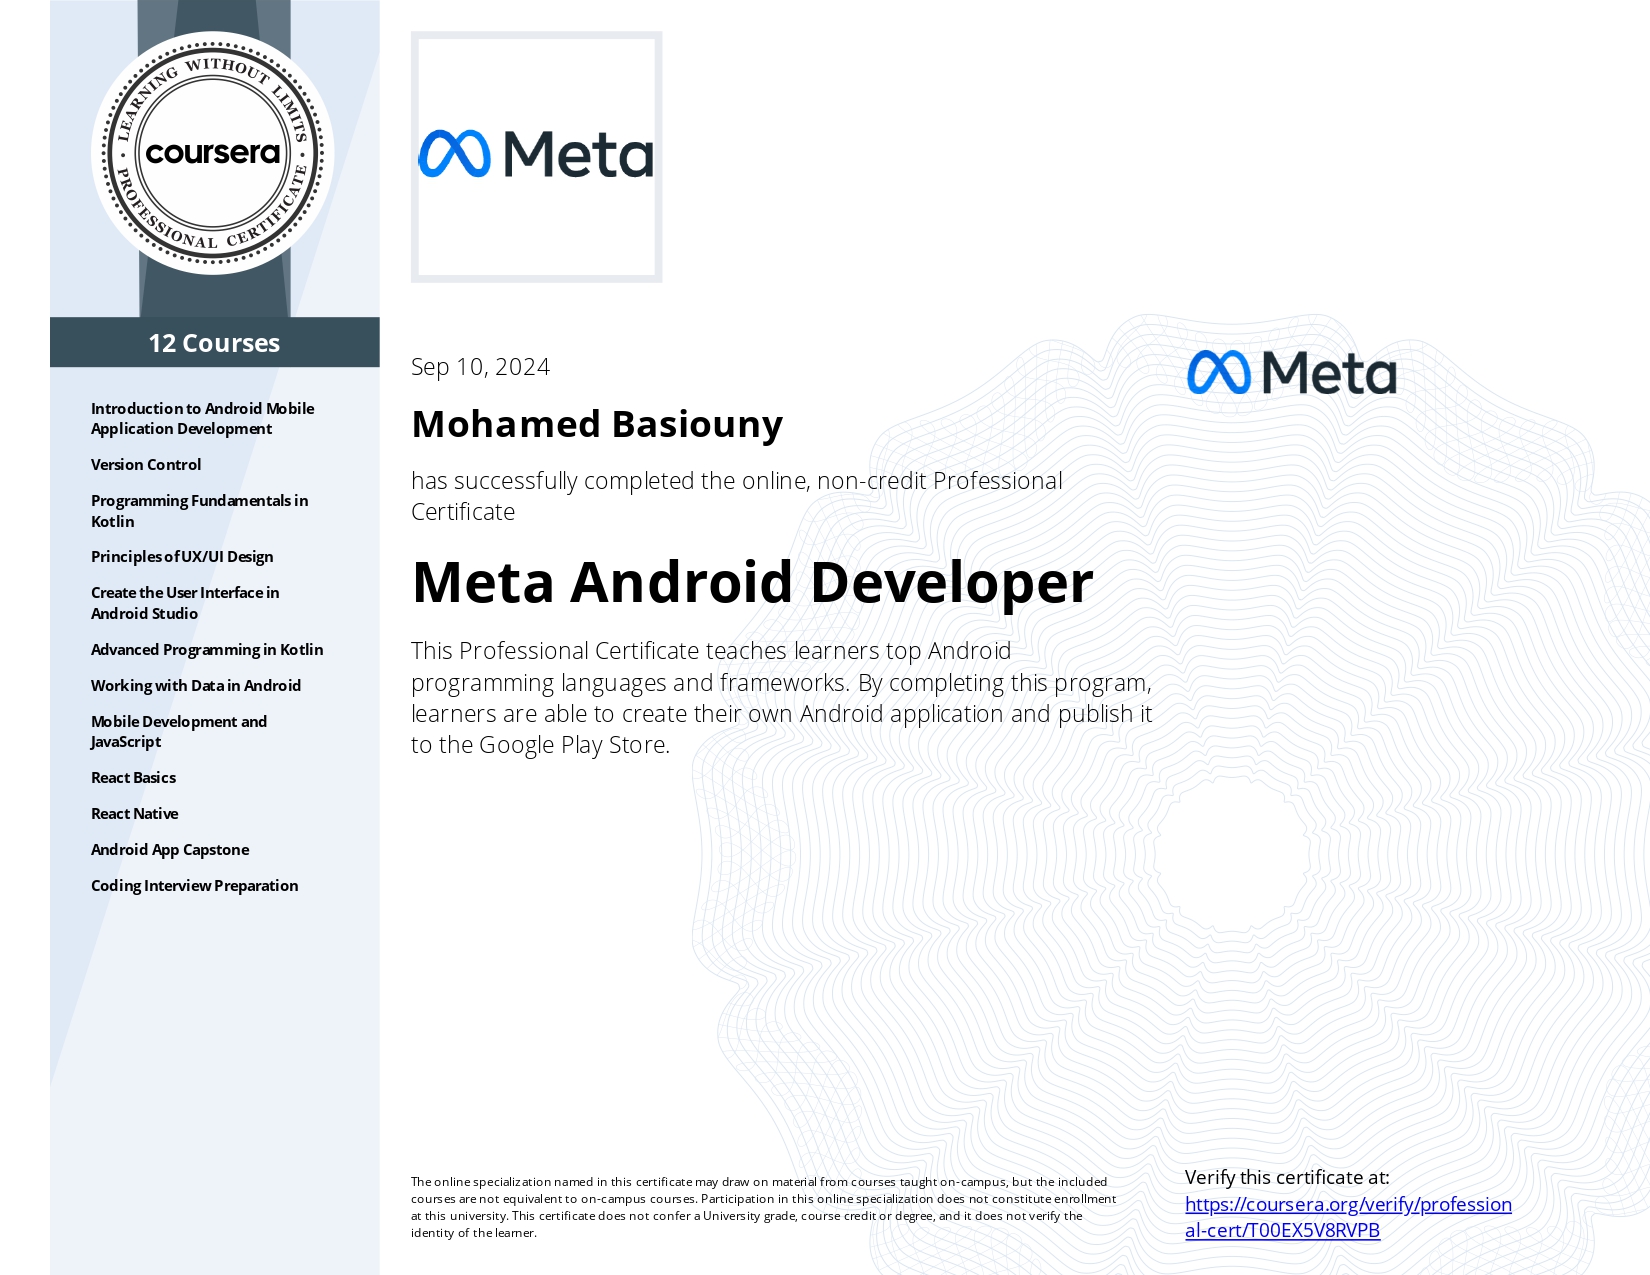 LEARNING WITHOUT LIMITS
coursera
PROFESSIONAL CERTIFICATE
12 Courses
Introduction to Android Mobile
Application Development
Version Control
Programming Fundamentals in
Kotlin
Principles of UX/UI Design
Create the User Interface in
Android Studio
Advanced Programming in Kotlin
Working with Data in Android
Mobile Development and
JavaScript
React Basics
React Native
Android App Capstone
Coding Interview Preparation
Meta
Sep 10, 2024
Mohamed Basiouny
has successfully completed the online, non-credit Professional
Certificate
Meta Android Developer
This Professional Certificate teaches learners top Android
programming languages and frameworks. By completing this program,
learners are able to create their own Android application and publish it
to the Google Play Store.
Meta
The online specialization named in this certificate may draw on material from courses taught on-campus, but the included
courses are not equivalent to on-campus courses. Participation in this online specialization does not constitute enrollment
at this university. This certificate does not confer a University grade, course credit or degree, and it does not verify the
identity of the learner.
Verify this certificate at:
https://coursera.org/verify/profession
al-cert/T00EX5V8RVPB